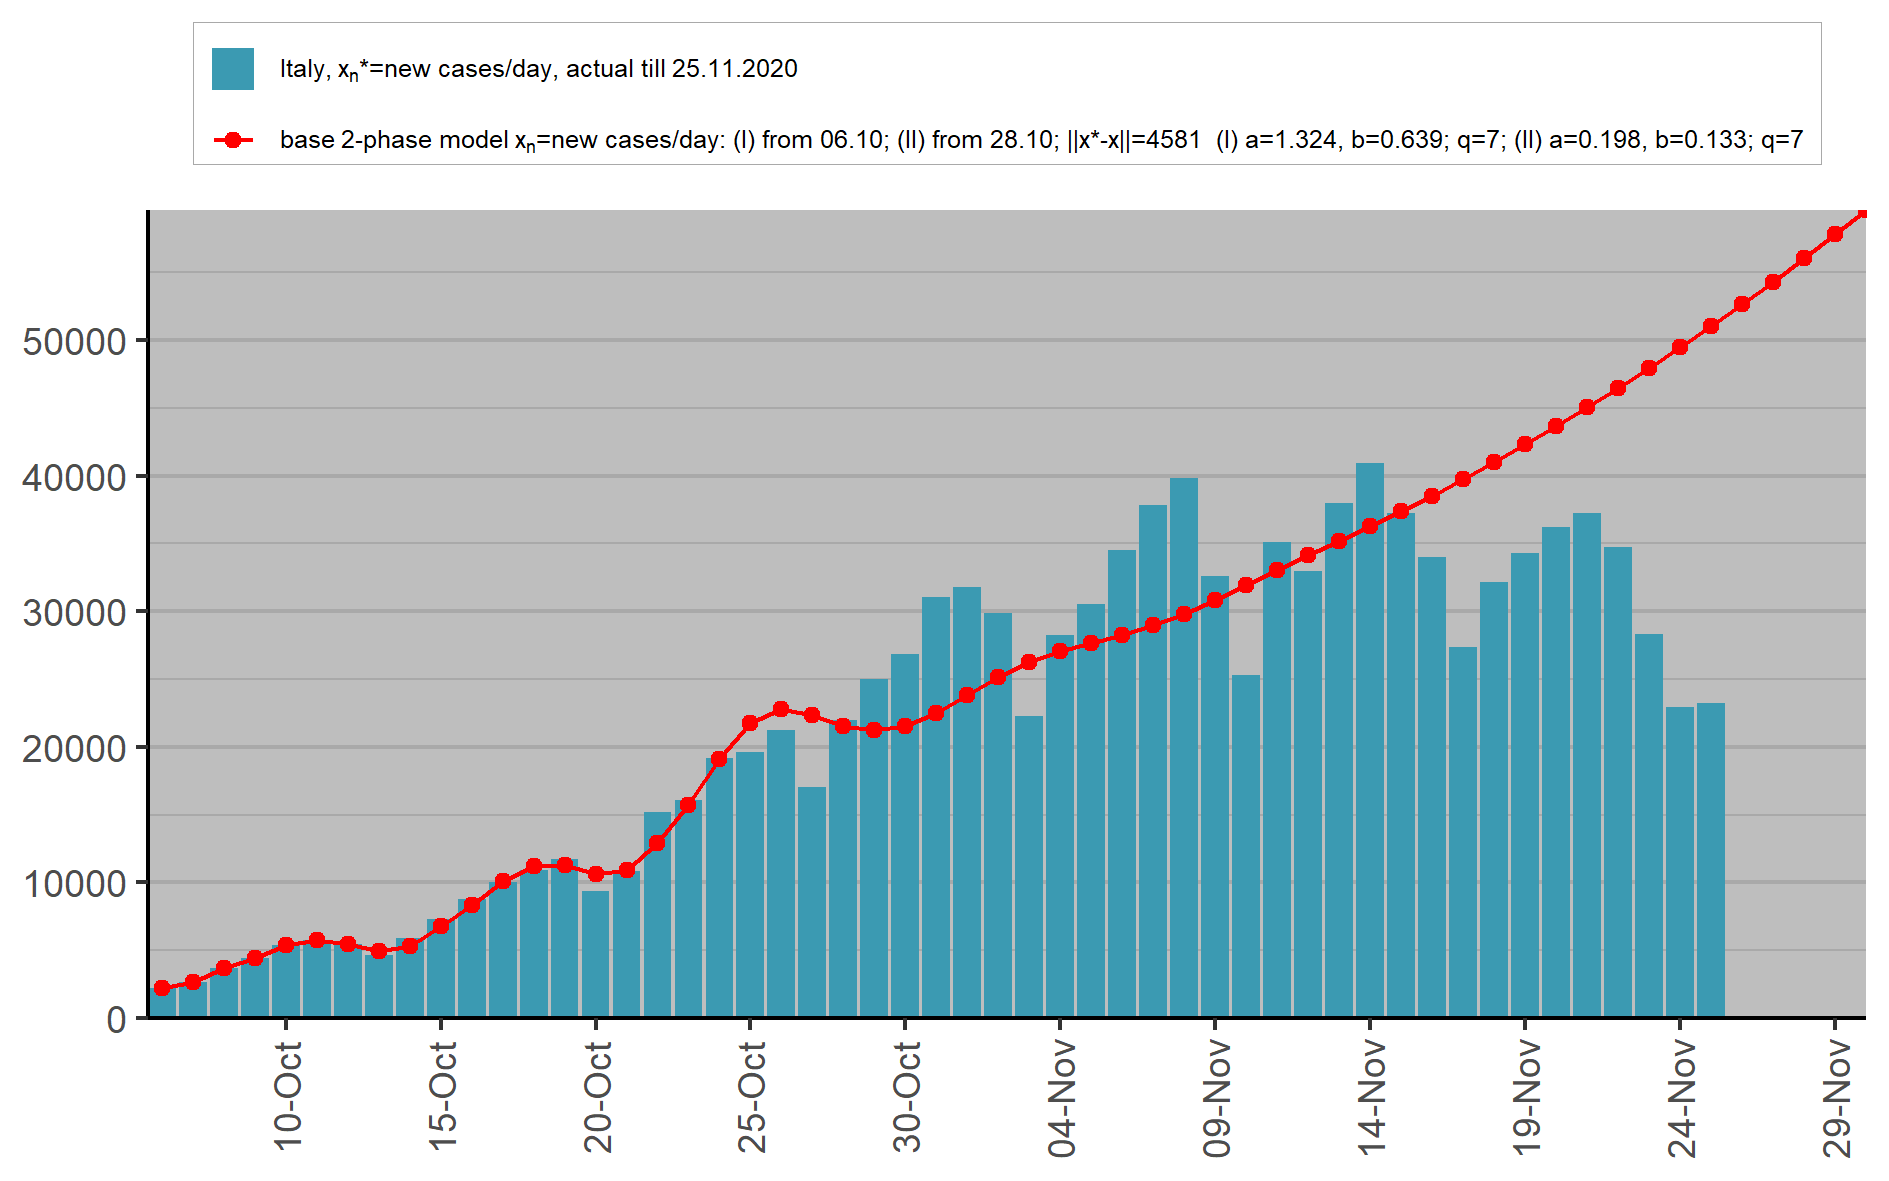 Italy, xn*=new cases/day, actual till 25.11.2020
base 2-phase model xn=new cases/day: (I) from 06.10; (II) from 28.10; ||x*-x||=4581  (I) a=1.324, b=0.639; q=7; (II) a=0.198, b=0.133; q=7
50000
40000
30000
20000
10000
0
10-Oct
15-Oct
20-Oct
25-Oct
30-Oct
04-Nov
09-Nov
14-Nov
19-Nov
24-Nov
29-Nov